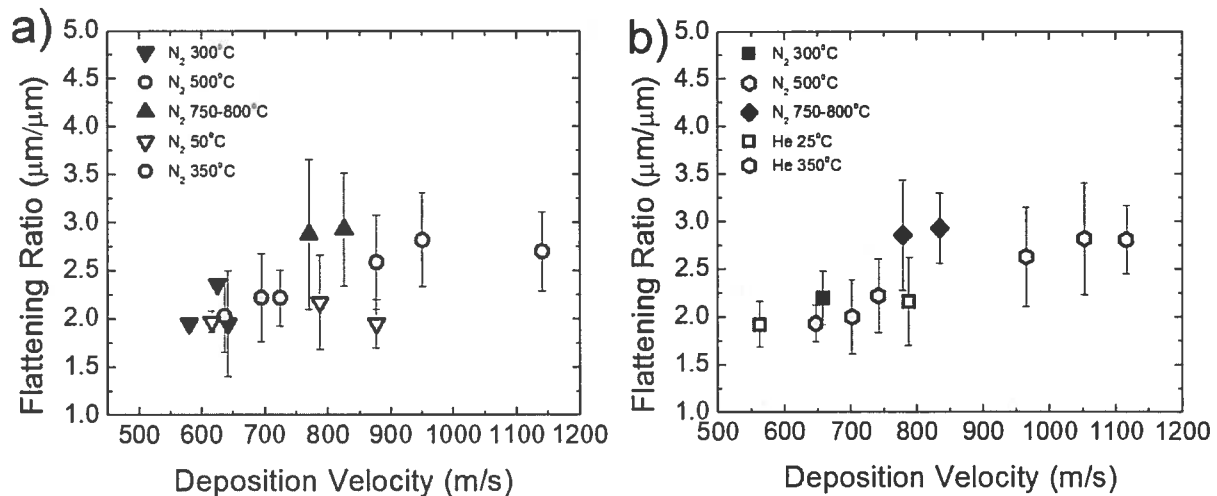 a)
5.0
4.5
4.0
3.5
3.0
2.5
2.0
1.5
1.0
Flattening Ratio (μm/μm)
N₂ 300°C
N₂ 500°C
N₂ 750-800°C
N₂ 50°C
N₂ 350°C
500 600 700 800 900 1000 1100 1200
Deposition Velocity (m/s)
b)
5.0
4.5
4.0
3.5
3.0
2.5
2.0
1.5
1.0
Flattening Ratio (μm/μm)
N₂ 300°C
N₂ 500°C
N₂ 750-800°C
He 25°C
He 350°C
500 600 700 800 900 1000 1100 1200
Deposition Velocity (m/s)